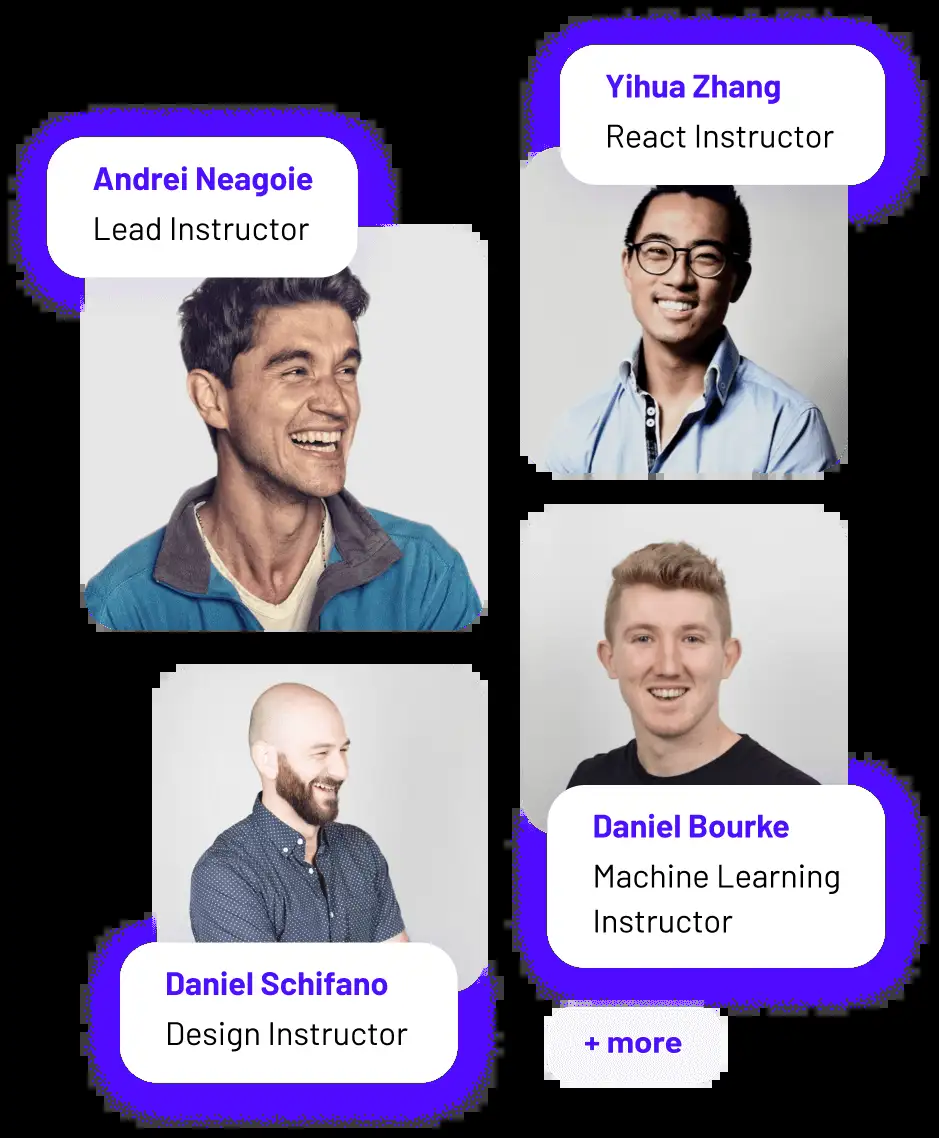 Yihua Zhang
React Instructor
Andrei Neagoie
Lead Instructor
Daniel Bourke
Machine Learning
Instructor
Daniel Schifano
Design Instructor
+ more